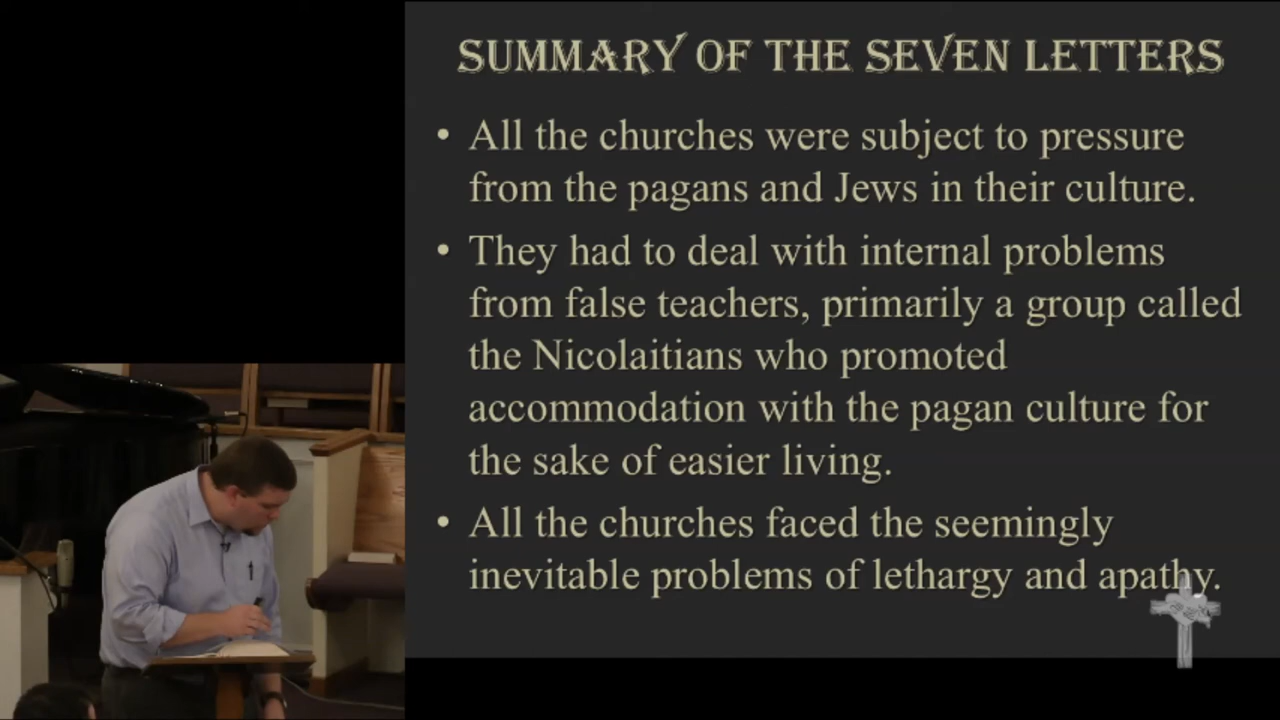 SUMMARY OF THE SEVEN LETTERS
• All the churches were subject to pressure
from the pagans and Jews in their culture.
• They had to deal with internal problems
from false teachers, primarily a group called
the Nicolaitians who promoted
accommodation with the pagan culture for
the sake of easier living.
• All the churches faced the seemingly
inevitable problems of lethargy and apathy.